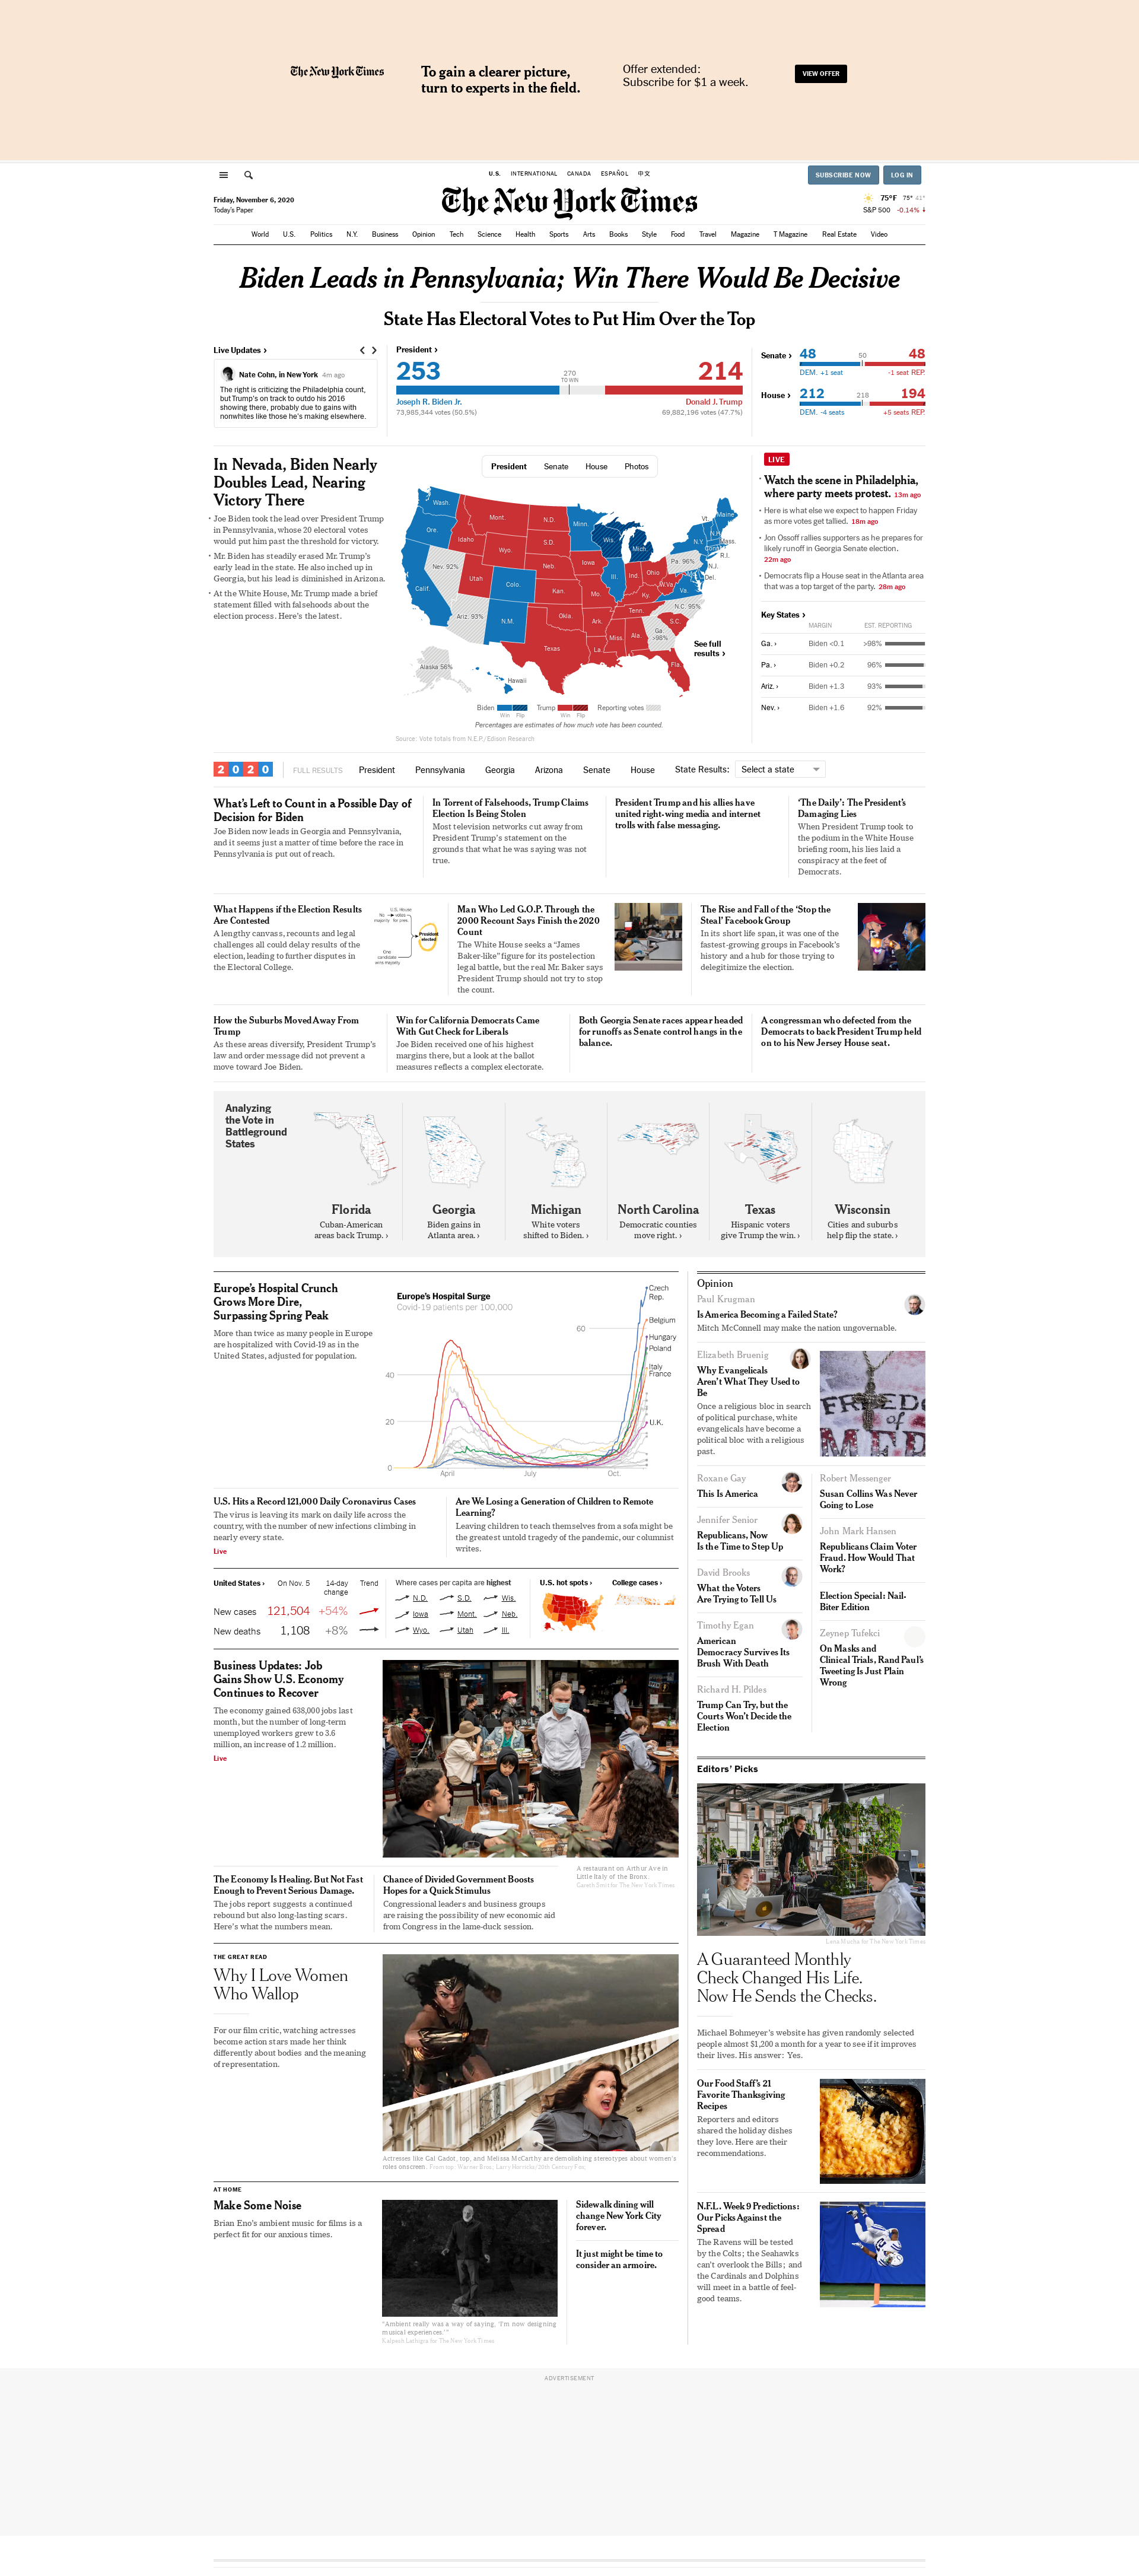 The New York Times
To gain a clearer picture,
turn to experts in the field.
Offer extended:
Subscribe for $1 a week.
VIEW OFFER
U.S. INTERNATIONAL CANADA ESPAÑOL 中文
SUBSCRIBE NOW LOG IN
Friday, November 6, 2020
Today's Paper
The New York Times
75°F 75° 41°
S&P 500 -0.14%
World U.S. Politics N.Y. Business Opinion Tech Science Health Sports Arts Books Style Food Travel Magazine T Magazine Real Estate Video
Biden Leads in Pennsylvania; Win There Would Be Decisive
State Has Electoral Votes to Put Him Over the Top
Live Updates
Nate Cohn, in New York 4m ago
The right is criticizing the Philadelphia count,
but Trump's on track to outdo his 2016
showing there, probably due to gains with
nonwhites like those he's making elsewhere.
President
253
270
TO WIN
214
Joseph R. Biden Jr.
Donald J. Trump
73,985,344 votes (50.5%)
69,882,196 votes (47.7%)
Senate
48 50 48
DEM. +1 seat -1 seat REP.
House
212 218 194
DEM. -4 seats +5 seats REP.
In Nevada, Biden Nearly
Doubles Lead, Nearing
Victory There
Joe Biden took the lead over President Trump
in Pennsylvania, whose 20 electoral votes
would put him past the threshold for victory.
Mr. Biden has steadily erased Mr. Trump's
early lead in the state. He also inched up in
Georgia, but his lead is diminished in Arizona.
At the White House, Mr. Trump made a brief
statement filled with falsehoods about the
election process. Here's the latest.
President Senate House Photos
Wash.
Ore.
Calif.
Nev. 92%
Idaho
Mont.
Wyo.
Utah
Ariz. 93%
Colo.
N.M.
N.D.
S.D.
Neb.
Kan.
Okla.
Texas
Minn.
Iowa
Mo.
Ark.
La.
Wis.
Ill.
Mich.
Ind.
Ohio
Ky.
Tenn.
Miss.
Ala.
Ga.
>98%
Fla.
S.C.
N.C. 95%
Va.
W.Va.
Pa. 96%
N.Y.
Vt.
N.H.
Maine
Mass.
R.I.
Conn.
N.J.
Del.
Md.
Alaska 56%
Hawaii
See full
results
Biden Trump Reporting votes
Win Flip Win Flip
Percentages are estimates of how much vote has been counted.
Source: Vote totals from N.E.P./Edison Research
LIVE
Watch the scene in Philadelphia,
where party meets protest. 13m ago
Here is what else we expect to happen Friday
as more votes get tallied. 18m ago
Jon Ossoff rallies supporters as he prepares for
likely runoff in Georgia Senate election.
22m ago
Democrats flip a House seat in the Atlanta area
that was a top target of the party. 28m ago
Key States
MARGIN EST. REPORTING
Ga. Biden <0.1 >98%
Pa. Biden +0.2 96%
Ariz. Biden +1.3 93%
Nev. Biden +1.6 92%
2020
FULL RESULTS President Pennsylvania Georgia Arizona Senate House State Results: Select a state
What's Left to Count in a Possible Day of
Decision for Biden
Joe Biden now leads in Georgia and Pennsylvania,
and it seems just a matter of time before the race in
Pennsylvania is put out of reach.
In Torrent of Falsehoods, Trump Claims
Election Is Being Stolen
Most television networks cut away from
President Trump's statement on the
grounds that what he was saying was not
true.
President Trump and his allies have
united right-wing media and internet
trolls with false messaging.
'The Daily': The President's
Damaging Lies
When President Trump took to
the podium in the White House
briefing room, his lies laid a
conspiracy at the feet of
Democrats.
What Happens if the Election Results
Are Contested
A lengthy canvass, recounts and legal
challenges all could delay results of the
election, leading to further disputes in
the Electoral College.
U.S. House
No majority
votes for pres.
President
elected
One
candidate
wins majority
Man Who Led G.O.P. Through the
2000 Recount Says Finish the 2020
Count
The White House seeks a "James
Baker-like" figure for its postelection
legal battle, but the real Mr. Baker says
President Trump should not try to stop
the count.
The Rise and Fall of the 'Stop the
Steal' Facebook Group
In its short life span, it was one of the
fastest-growing groups in Facebook's
history and a hub for those trying to
delegitimize the election.
How the Suburbs Moved Away From
Trump
As these areas diversify, President Trump's
law and order message did not prevent a
move toward Joe Biden.
Win for California Democrats Came
With Gut Check for Liberals
Joe Biden received one of his highest
margins there, but a look at the ballot
measures reflects a complex electorate.
Both Georgia Senate races appear headed
for runoffs as Senate control hangs in the
balance.
A congressman who defected from the
Democrats to back President Trump held
on to his New Jersey House seat.
Analyzing
the Vote in
Battleground
States
Florida
Cuban-American
areas back Trump.
Georgia
Biden gains in
Atlanta area.
Michigan
White voters
shifted to Biden.
North Carolina
Democratic counties
move right.
Texas
Hispanic voters
give Trump the win.
Wisconsin
Cities and suburbs
help flip the state.
Europe's Hospital Crunch
Grows More Dire,
Surpassing Spring Peak
More than twice as many people in Europe
are hospitalized with Covid-19 as in the
United States, adjusted for population.
Europe's Hospital Surge
Covid-19 patients per 100,000
60
40
20
0
April July Oct.
Czech
Rep.
Belgium
Hungary
Poland
Italy
France
U.K.
U.S. Hits a Record 121,000 Daily Coronavirus Cases
The virus is leaving its mark on daily life across the
country, with the number of new infections climbing in
nearly every state.
Live
Are We Losing a Generation of Children to Remote
Learning?
Leaving children to teach themselves from a sofa might be
the greatest untold tragedy of the pandemic, our columnist
writes.
United States On Nov. 5 14-day
change Trend
New cases 121,504 +54%
New deaths 1,108 +8%
Where cases per capita are highest
N.D. S.D. Wis.
Iowa Mont. Neb.
Wyo. Utah Ill.
U.S. hot spots
College cases
Business Updates: Job
Gains Show U.S. Economy
Continues to Recover
The economy gained 638,000 jobs last
month, but the number of long-term
unemployed workers grew to 3.6
million, an increase of 1.2 million.
Live
A restaurant on Arthur Ave in
Little Italy of the Bronx.
Gareth Smit for The New York Times
The Economy Is Healing. But Not Fast
Enough to Prevent Serious Damage.
The jobs report suggests a continued
rebound but also long-lasting scars.
Here's what the numbers mean.
Chance of Divided Government Boosts
Hopes for a Quick Stimulus
Congressional leaders and business groups
are raising the possibility of new economic aid
from Congress in the lame-duck session.
THE GREAT READ
Why I Love Women
Who Wallop
For our film critic, watching actresses
become action stars made her think
differently about bodies and the meaning
of representation.
Actresses like Gal Gadot, top, and Melissa McCarthy are demolishing stereotypes about women's
roles onscreen. From top: Warner Bros.; Larry Horricks/20th Century Fox
AT HOME
Make Some Noise
Brian Eno's ambient music for films is a
perfect fit for our anxious times.
"Ambient really was a way of saying, 'I'm now designing
musical experiences.'"
Kalpesh Lathigra for The New York Times
Sidewalk dining will
change New York City
forever.
It just might be time to
consider an armoire.
Opinion
Paul Krugman
Is America Becoming a Failed State?
Mitch McConnell may make the nation ungovernable.
Elizabeth Bruenig
Why Evangelicals
Aren't What They Used to
Be
Once a religious bloc in search
of political purchase, white
evangelicals have become a
political bloc with a religious
past.
Roxane Gay
This Is America
Jennifer Senior
Republicans, Now
Is the Time to Step Up
David Brooks
What the Voters
Are Trying to Tell Us
Timothy Egan
American
Democracy Survives Its
Brush With Death
Richard H. Pildes
Trump Can Try, but the
Courts Won't Decide the
Election
Robert Messenger
Susan Collins Was Never
Going to Lose
John Mark Hansen
Republicans Claim Voter
Fraud. How Would That
Work?
Election Special: Nail-
Biter Edition
Zeynep Tufekci
On Masks and
Clinical Trials, Rand Paul's
Tweeting Is Just Plain
Wrong
Editors' Picks
Lena Mucha for The New York Times
A Guaranteed Monthly
Check Changed His Life.
Now He Sends the Checks.
Michael Bohmeyer's website has given randomly selected
people almost $1,200 a month for a year to see if it improves
their lives. His answer: Yes.
Our Food Staff's 21
Favorite Thanksgiving
Recipes
Reporters and editors
shared the holiday dishes
they love. Here are their
recommendations.
N.F.L. Week 9 Predictions:
Our Picks Against the
Spread
The Ravens will be tested
by the Colts; the Seahawks
can't overlook the Bills; and
the Cardinals and Dolphins
will meet in a battle of feel-
good teams.
ADVERTISEMENT